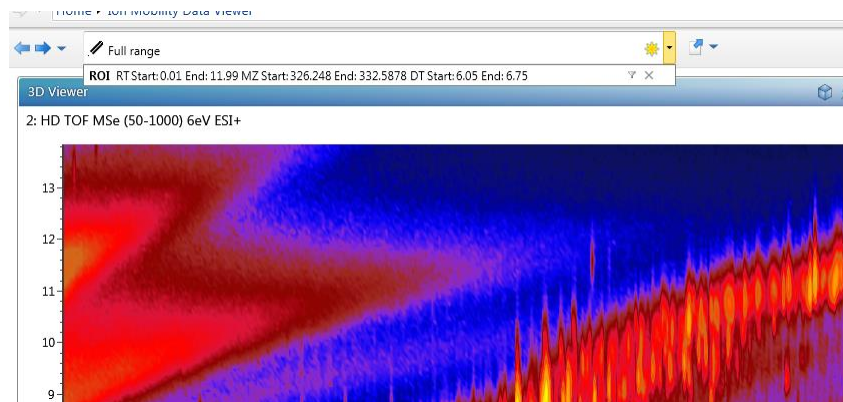 Home ▸ Ion Mobility Data Viewer
Full range
ROI RT Start: 0.01 End: 11.99 MZ Start: 326.248 End: 332.5878 DT Start: 6.05 End: 6.75
3D Viewer
2: HD TOF MSe (50-1000) 6eV ESI+
13
12
11
10
9